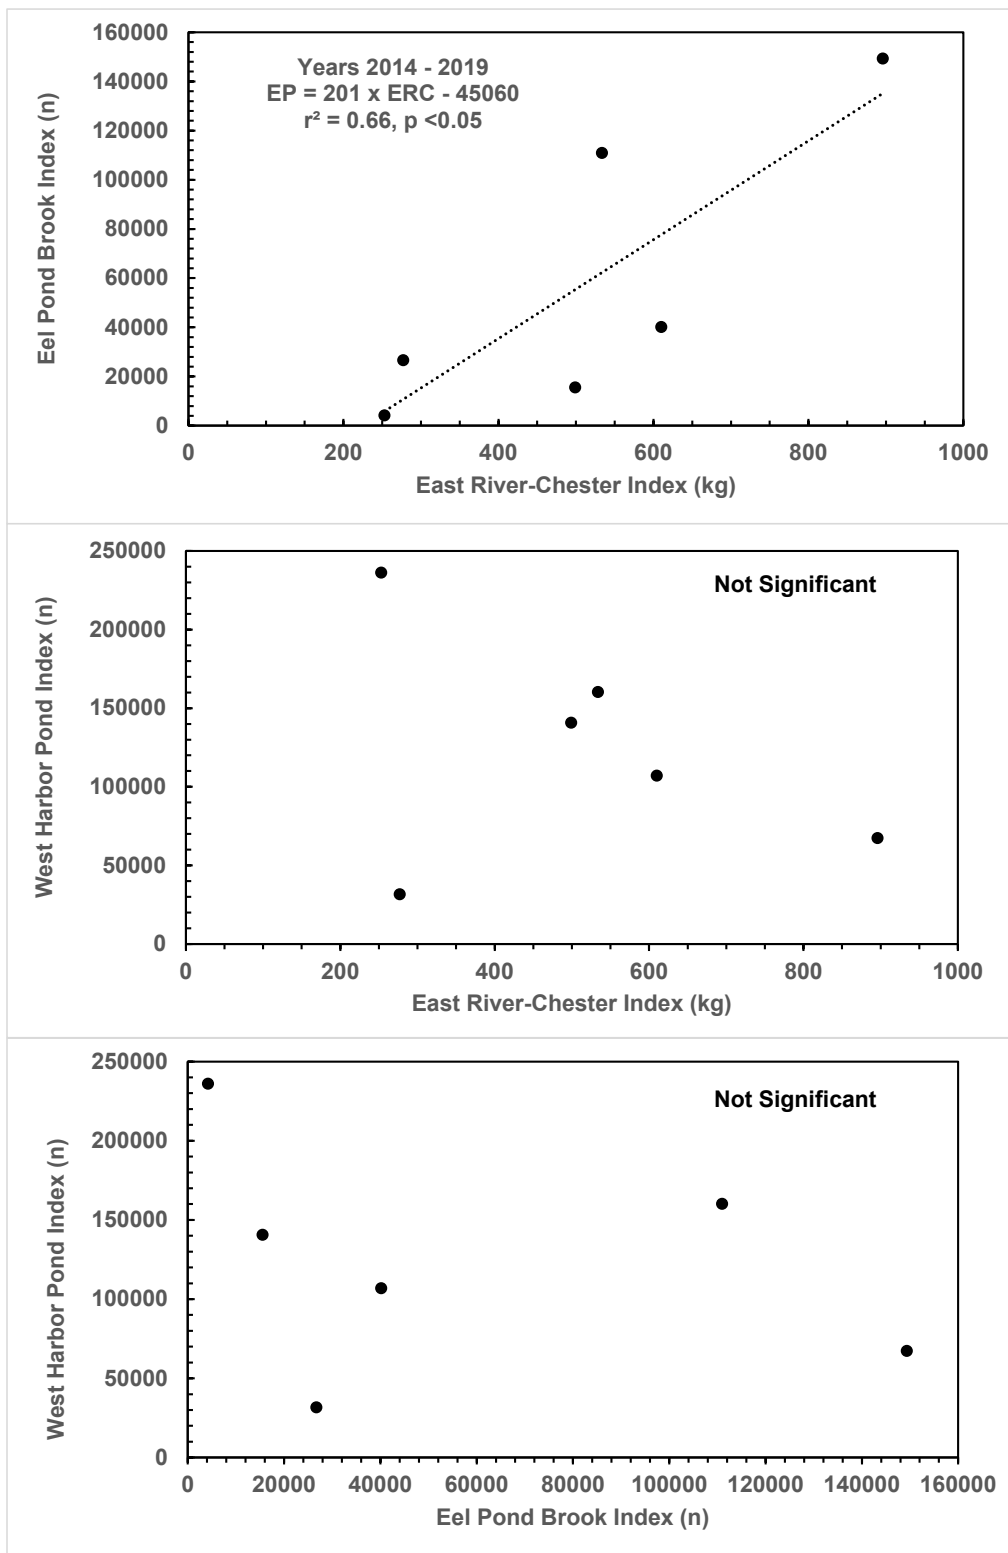 160000
140000
120000
100000
80000
60000
40000
20000
0
Eel Pond Brook Index (n)
Years 2014 - 2019
EP = 201 x ERC - 45060
r² = 0.66, p <0.05
0 200 400 600 800 1000
East River-Chester Index (kg)
250000
200000
150000
100000
50000
0
West Harbor Pond Index (n)
Not Significant
0 200 400 600 800 1000
East River-Chester Index (kg)
250000
200000
150000
100000
50000
0
West Harbor Pond Index (n)
Not Significant
0 20000 40000 60000 80000 100000 120000 140000 160000
Eel Pond Brook Index (n)